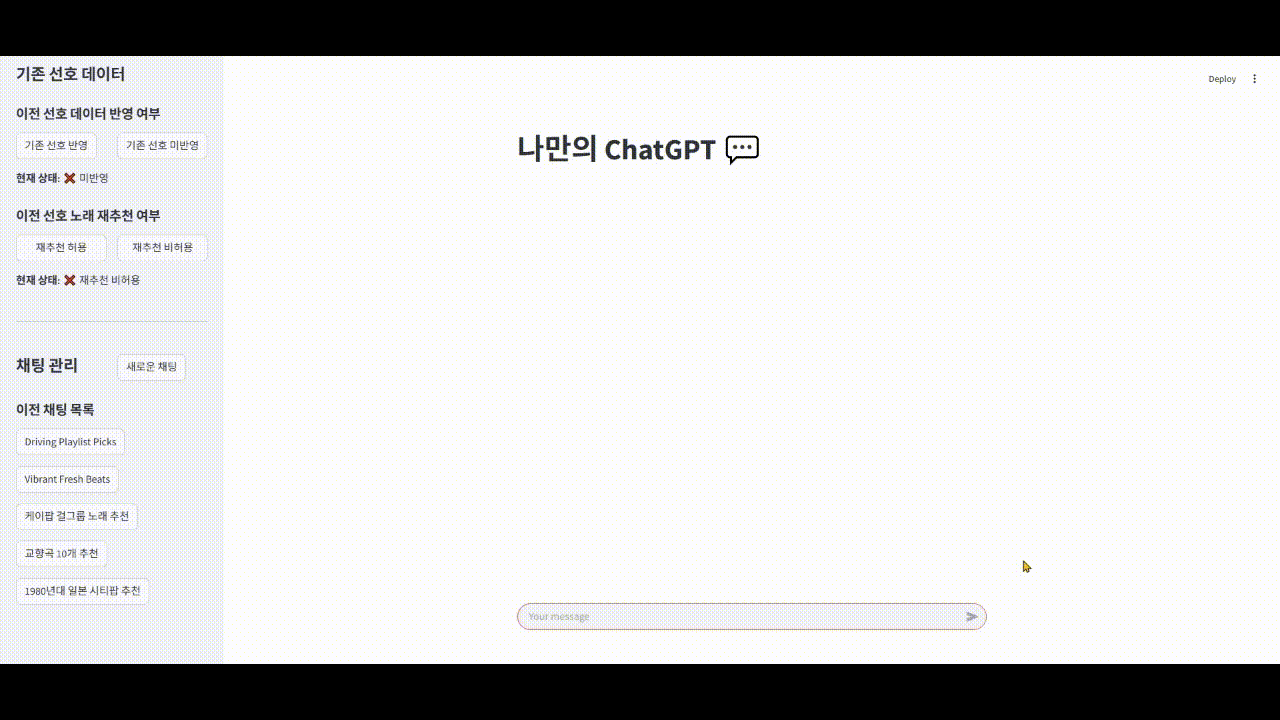 기존 선호 데이터
이전 선호 데이터 반영 여부
기존 선호 반영
기존 선호 미반영
현재 상태: ❌ 미반영
이전 선호 노래 재추천 여부
재추천 허용
재추천 비허용
현재 상태: ❌ 재추천 비허용
채팅 관리
새로운 채팅
이전 채팅 목록
Driving Playlist Picks
Vibrant Fresh Beats
케이팝 걸그룹 노래 추천
교향곡 10개 추천
1980년대 일본 시티팝 추천
Deploy
나만의 ChatGPT 💬
Your message